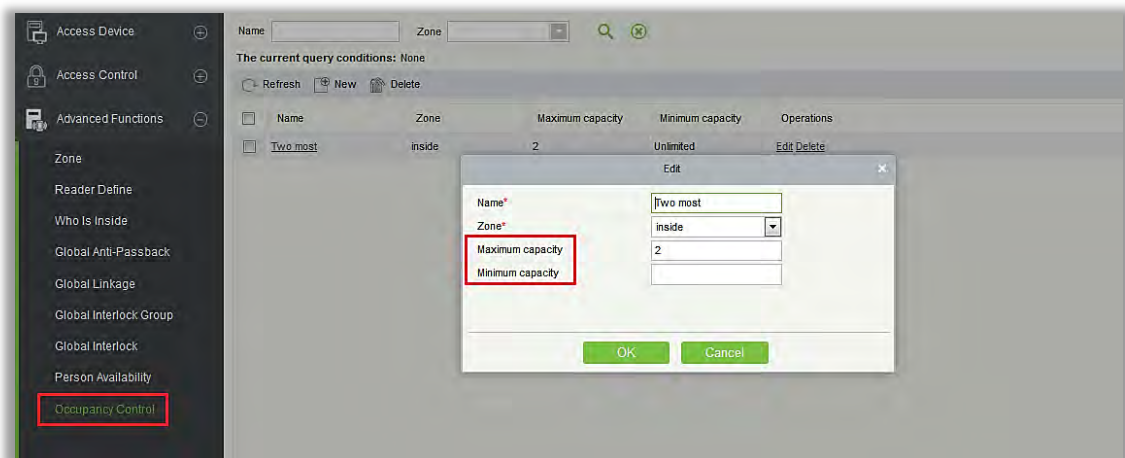 Access Device
Access Control
Advanced Functions
Zone
Reader Define
Who Is Inside
Global Anti-Passback
Global Linkage
Global Interlock Group
Global Interlock
Person Availability
Occupancy Control
Name Zone
The current query conditions: None
Refresh New Delete
Name Zone Maximum capacity Minimum capacity Operations
Two most inside 2 Unlimited Edit Delete
Edit
Name* Two most
Zone* inside
Maximum capacity 2
Minimum capacity
OK Cancel